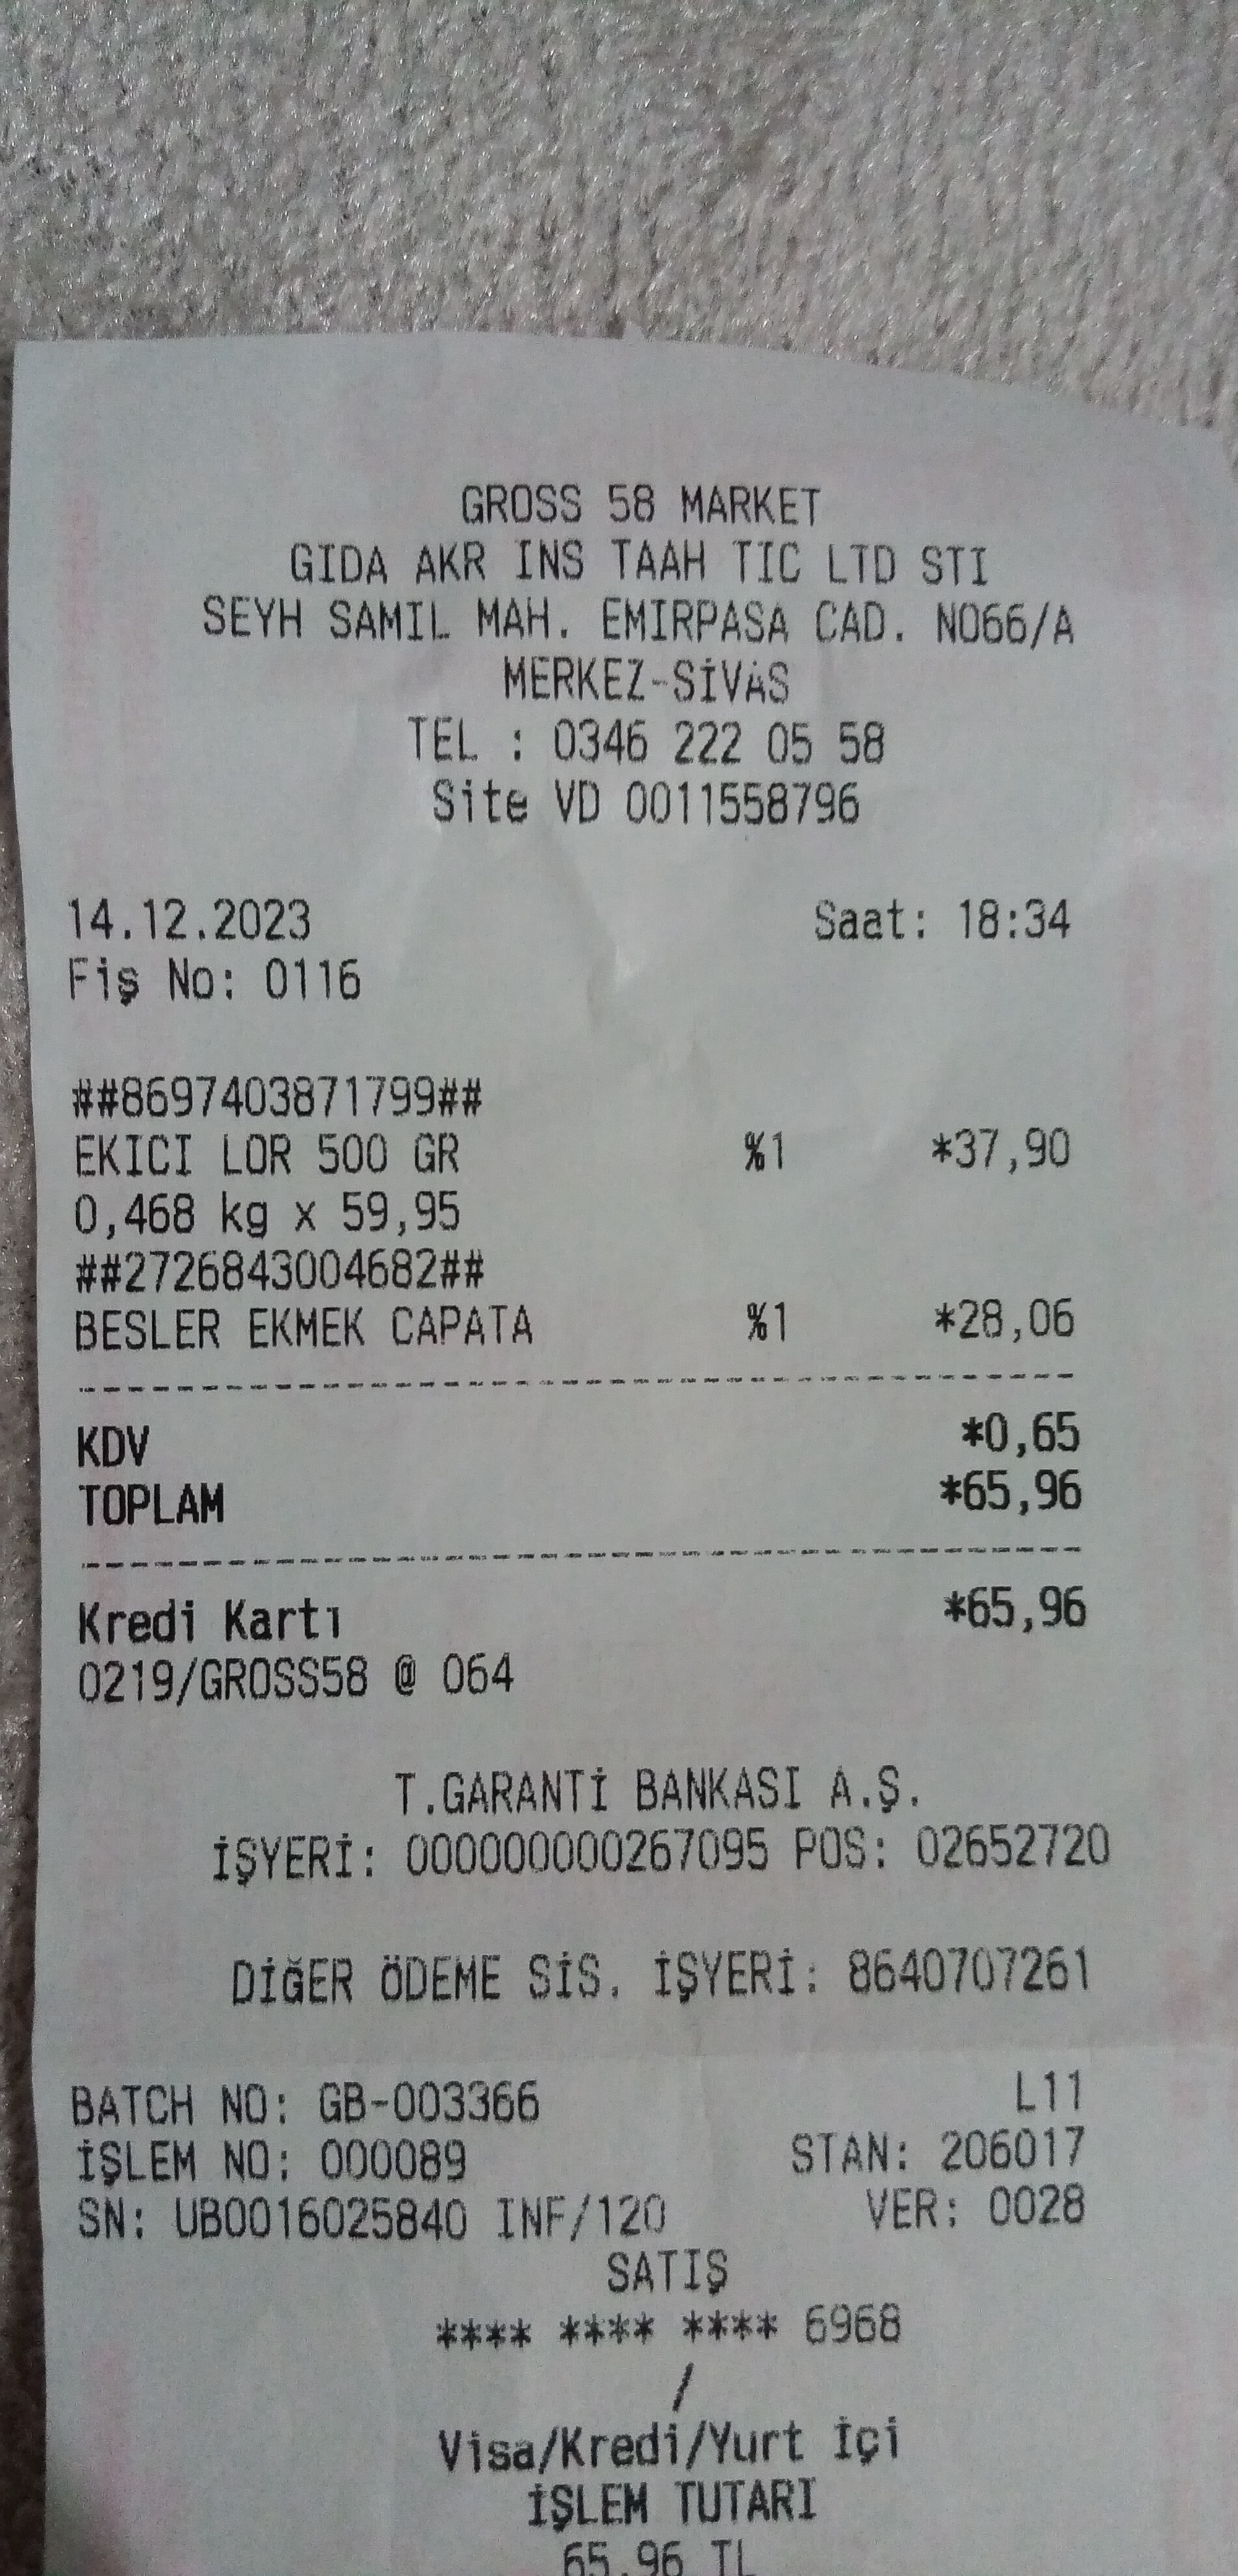 GROSS 58 MARKET
GIDA AKR INS TAAH TIC LTD STI
SEYH SAMIL MAH. EMIRPASA CAD. NO66/A
MERKEZ-SİVAS
TEL : 0346 222 05 58
Site VD 0011558796
14.12.2023 Saat: 18:34
Fiş No: 0116
##8697403871799##
EKICI LOR 500 GR %1 *37,90
0,468 kg x 59,95
##2726843004682##
BESLER EKMEK CAPATA %1 *28,06
KDV *0,65
TOPLAM *65,96
Kredi Kartı *65,96
0219/GROSS58 @ 064
T.GARANTİ BANKASI A.Ş.
İŞYERİ: 000000000267095 POS: 02652720
DİĞER ÖDEME SİS. İŞYERİ: 8640707261
BATCH NO: GB-003366 L11
İŞLEM NO: 000089 STAN: 206017
SN: UB0016025840 INF/120 VER: 0028
SATIŞ
**** **** **** 6968
/
Visa/Kredi/Yurt İçi
İŞLEM TUTARI
65,96 TL